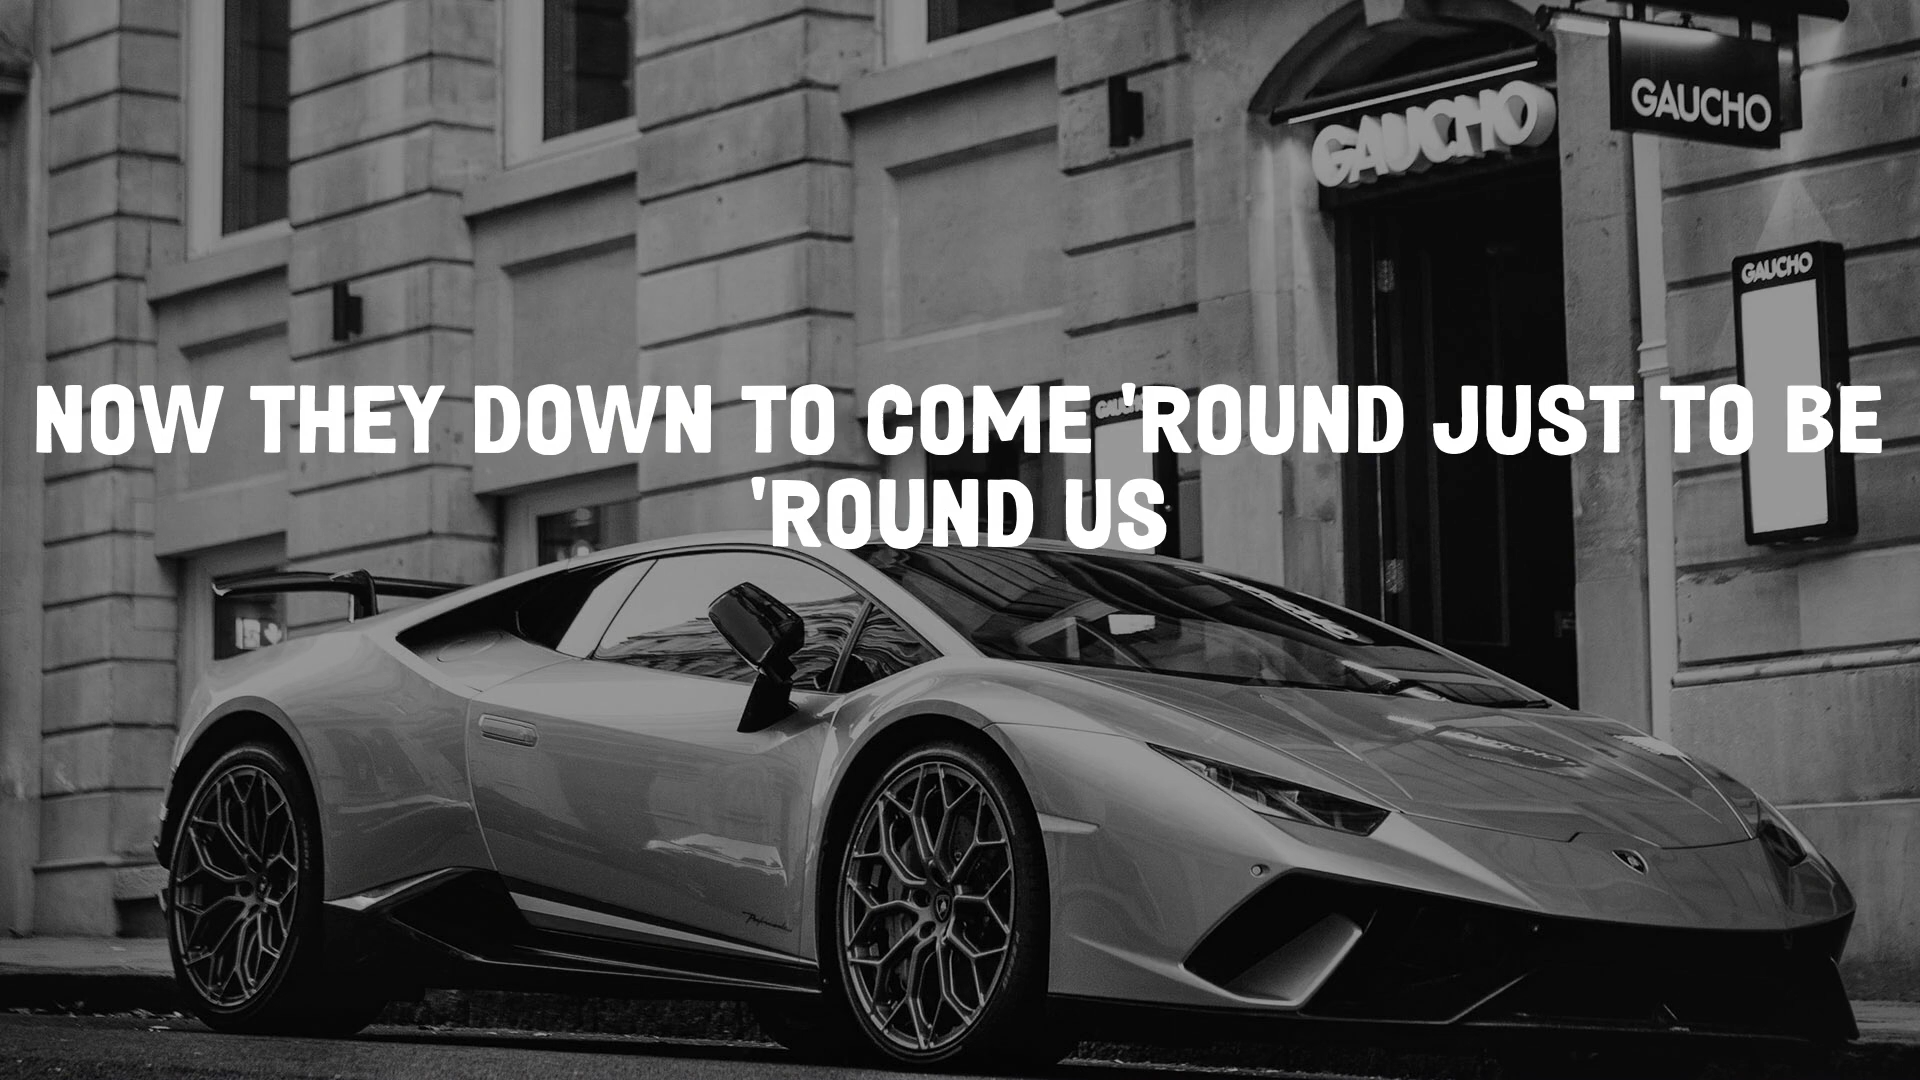 GAUCHO
GAUCHO
GAUCHO
NOW THEY DOWN TO COME 'ROUND JUST TO BE
'ROUND US